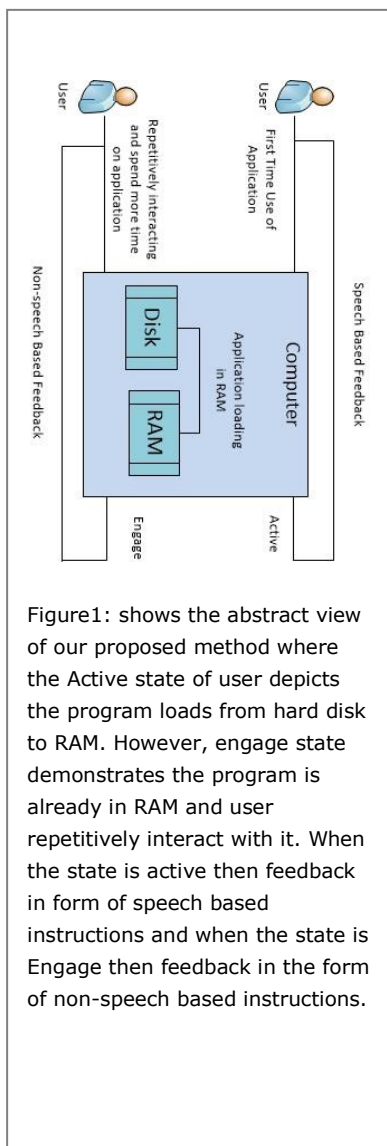 User
User
Repetitively interacting
and spend more time
on application
First Time Use of
Application
Non-speech Based Feedback
Speech Based Feedback
Disk
RAM
Application loading
in RAM
Computer
Engage
Active
Figure1: shows the abstract view
of our proposed method where
the Active state of user depicts
the program loads from hard disk
to RAM. However, engage state
demonstrates the program is
already in RAM and user
repetitively interact with it. When
the state is active then feedback
in form of speech based
instructions and when the state is
Engage then feedback in the form
of non-speech based instructions.